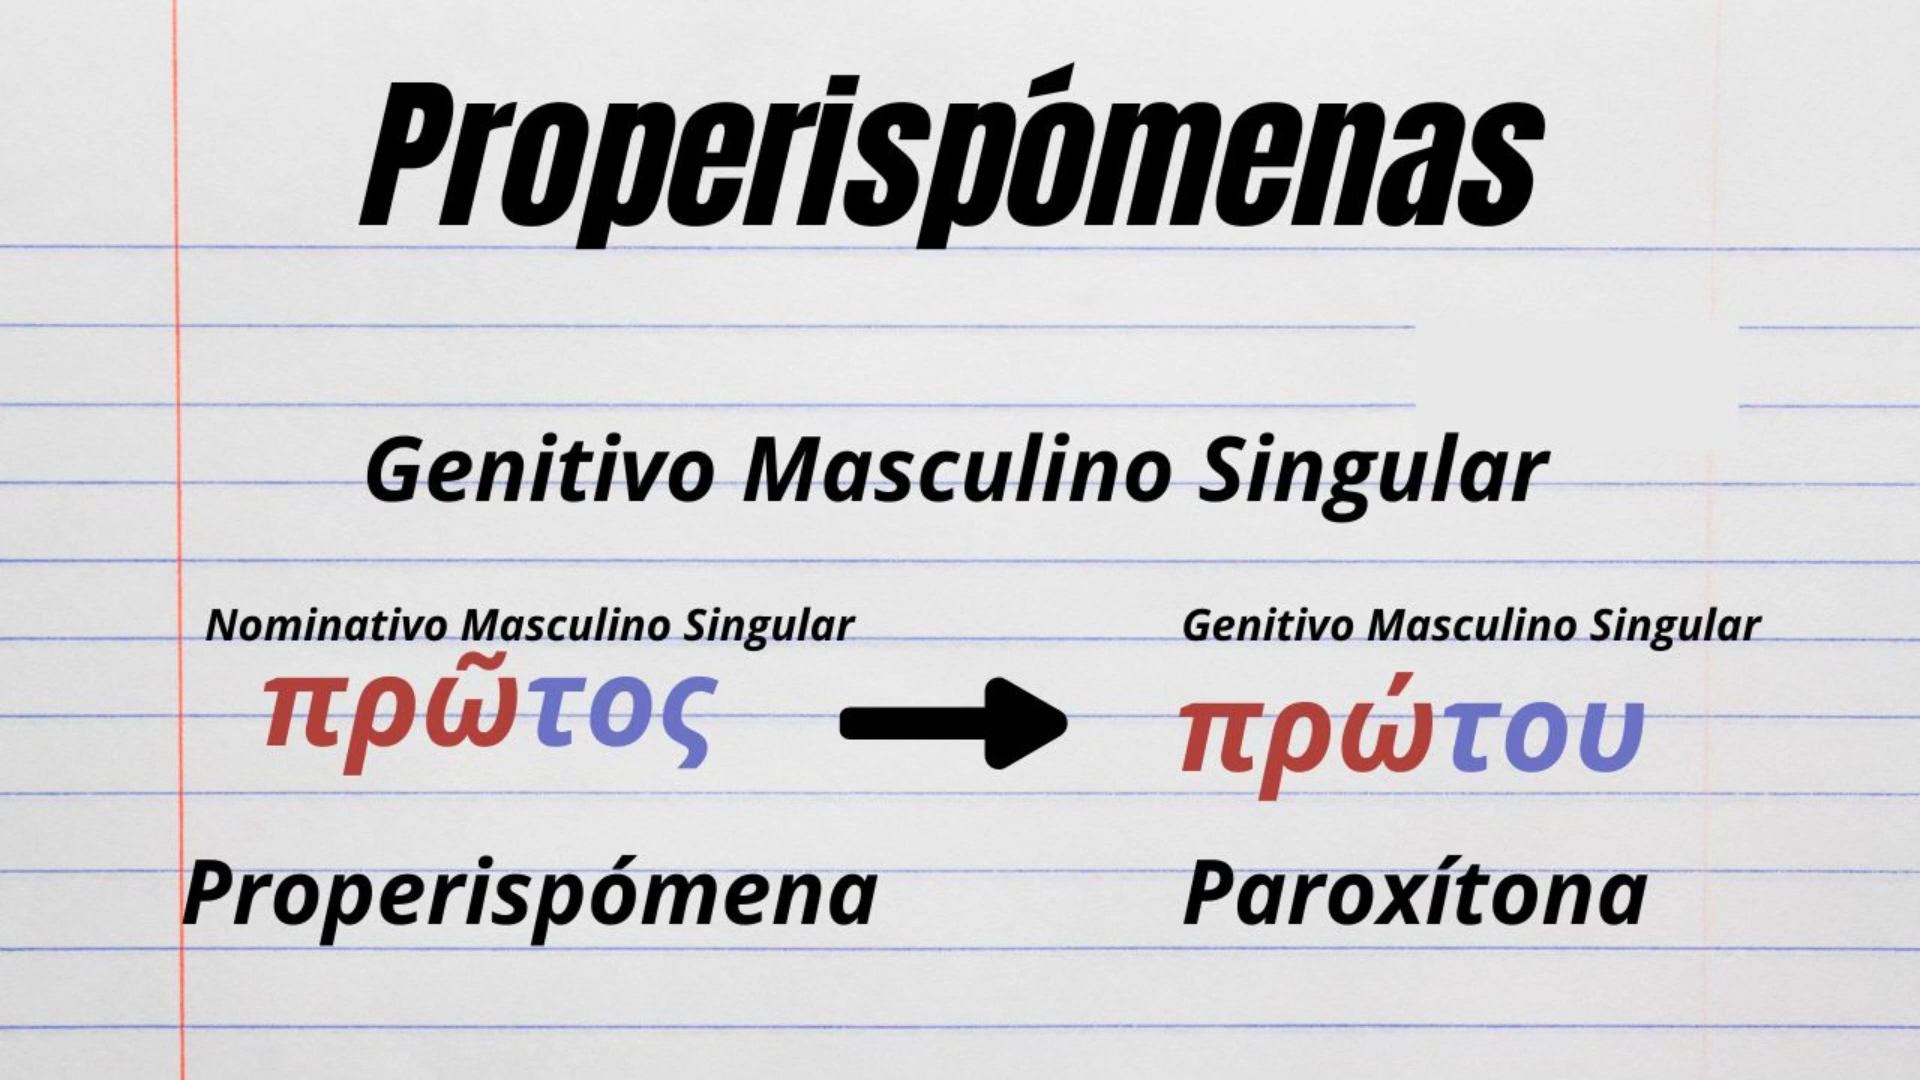 Properispómenas
Genitivo Masculino Singular
Nominativo Masculino Singular
Genitivo Masculino Singular
πρῶτος
πρώτου
Properispómena
Paroxítona